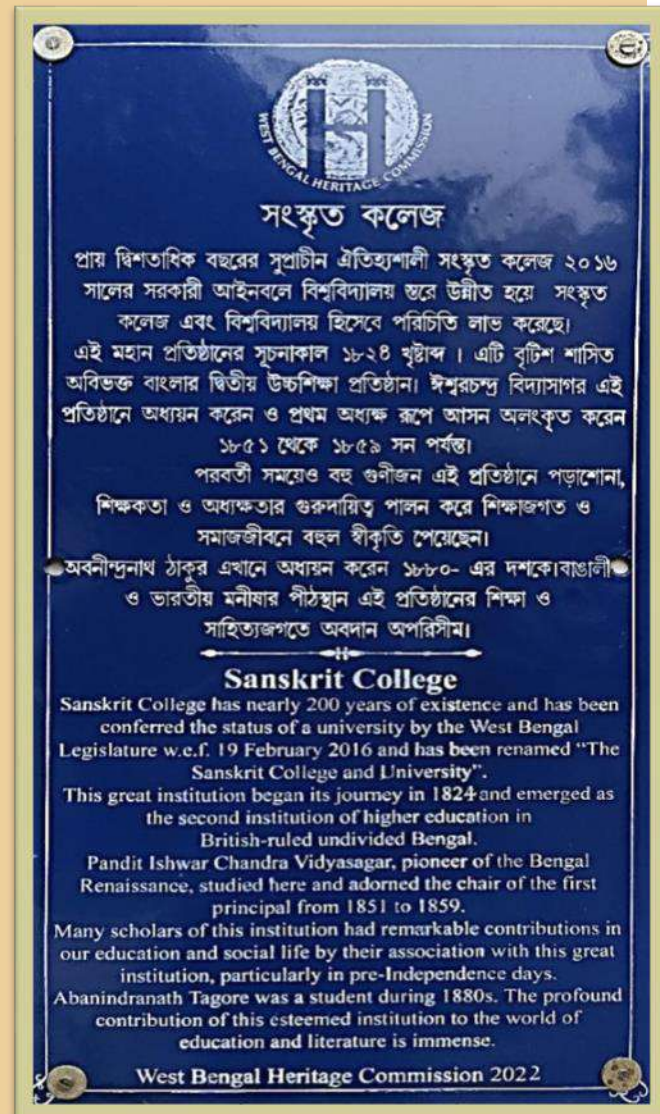 WEST BENGAL HERITAGE COMMISSION
সংস্কৃত কলেজ
প্রায় দ্বিশতাধিক বছরের সুপ্রাচীন ঐতিহ্যশালী সংস্কৃত কলেজ ২০১৬
সালের সরকারী আইনবলে বিশ্ববিদ্যালয় স্তরে উন্নীত হয়ে সংস্কৃত
কলেজ এবং বিশ্ববিদ্যালয় হিসেবে পরিচিতি লাভ করেছে।
এই মহান প্রতিষ্ঠানের সূচনাকাল ১৮২৪ খৃষ্টাব্দ । এটি বৃটিশ শাসিত
অবিভক্ত বাংলার দ্বিতীয় উচ্চশিক্ষা প্রতিষ্ঠান। ঈশ্বরচন্দ্র বিদ্যাসাগর এই
প্রতিষ্ঠানে অধ্যয়ন করেন ও প্রথম অধ্যক্ষ রূপে আসন অলংকৃত করেন
১৮৫১ থেকে ১৮৫৯ সন পর্যন্ত।
পরবর্তী সময়েও বহু গুণীজন এই প্রতিষ্ঠানে পড়াশোনা,
শিক্ষকতা ও অধ্যক্ষতার গুরুদায়িত্ব পালন করে শিক্ষাজগত ও
সমাজজীবনে বহুল স্বীকৃতি পেয়েছেন।
অবনীন্দ্রনাথ ঠাকুর এখানে অধ্যয়ন করেন ১৮৮০- এর দশকে।বাঙালী
ও ভারতীয় মনীষার পীঠস্থান এই প্রতিষ্ঠানের শিক্ষা ও
সাহিত্যজগতে অবদান অপরিসীম।
Sanskrit College
Sanskrit College has nearly 200 years of existence and has been
conferred the status of a university by the West Bengal
Legislature w.e.f. 19 February 2016 and has been renamed “The
Sanskrit College and University”.
This great institution began its journey in 1824 and emerged as
the second institution of higher education in
British-ruled undivided Bengal.
Pandit Ishwar Chandra Vidyasagar, pioneer of the Bengal
Renaissance, studied here and adorned the chair of the first
principal from 1851 to 1859.
Many scholars of this institution had remarkable contributions in
our education and social life by their association with this great
institution, particularly in pre-Independence days.
Abanindranath Tagore was a student during 1880s. The profound
contribution of this esteemed institution to the world of
education and literature is immense.
West Bengal Heritage Commission 2022